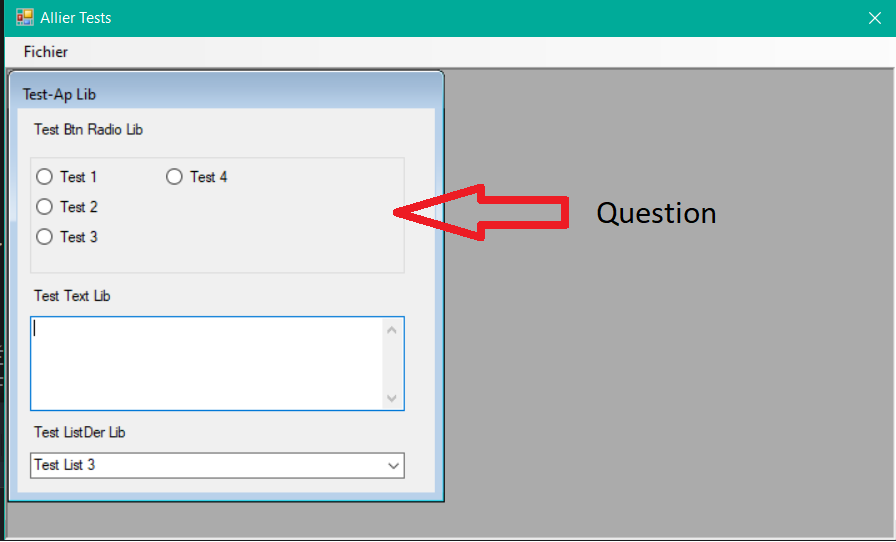 Allier Tests
Fichier
Test-Ap Lib
Test Btn Radio Lib
Test 1
Test 4
Test 2
Test 3
Question
Test Text Lib
Test ListDer Lib
Test List 3